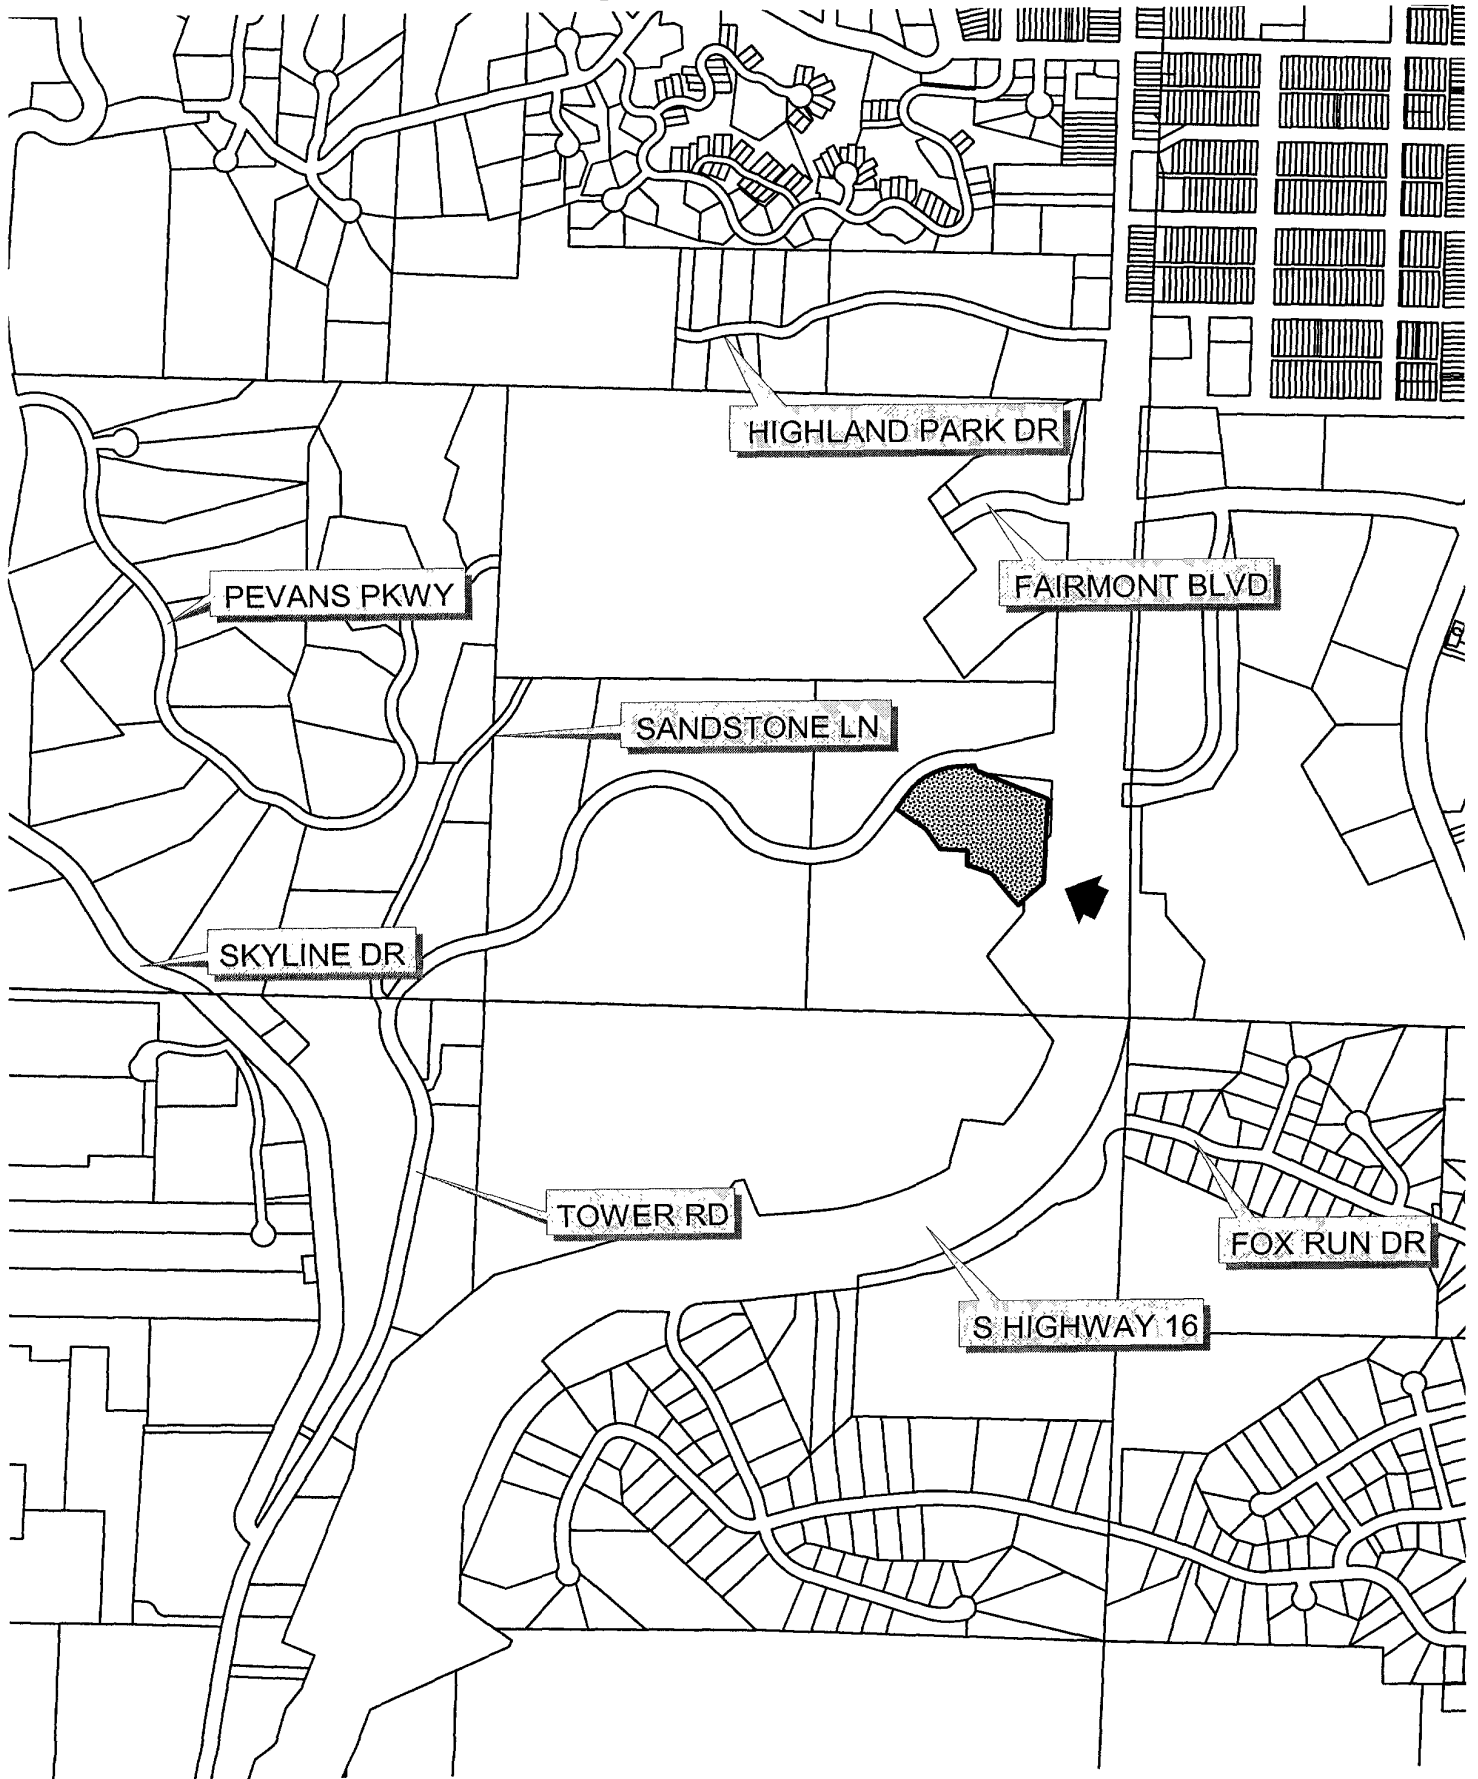 HIGHLAND PARK DR
FAIRMONT BLVD
PEVANS PKWY
SANDSTONE LN
SKYLINE DR
TOWER RD
FOX RUN DR
S HIGHWAY 16